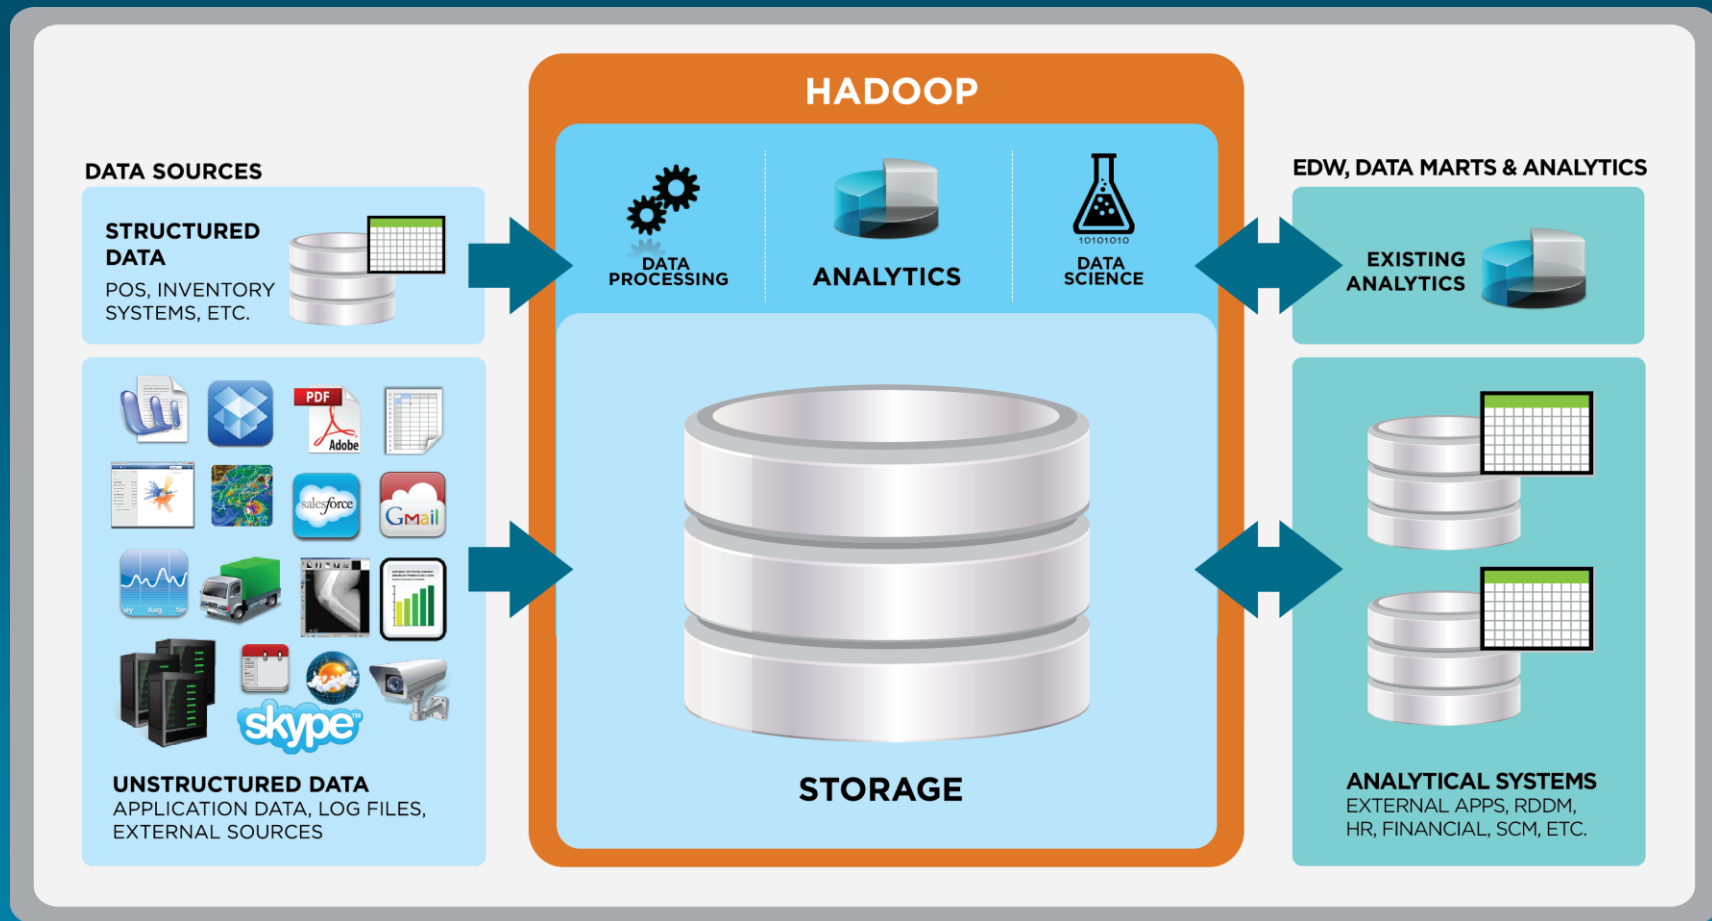 HADOOP
DATA SOURCES
STRUCTURED
DATA
POS, INVENTORY
SYSTEMS, ETC.
PDF
Adobe
salesforce
GMail
Aug
skype™
UNSTRUCTURED DATA
APPLICATION DATA, LOG FILES,
EXTERNAL SOURCES
DATA
PROCESSING
ANALYTICS
10101010
DATA
SCIENCE
STORAGE
EDW, DATA MARTS & ANALYTICS
EXISTING
ANALYTICS
ANALYTICAL SYSTEMS
EXTERNAL APPS, RDDM,
HR, FINANCIAL, SCM, ETC.